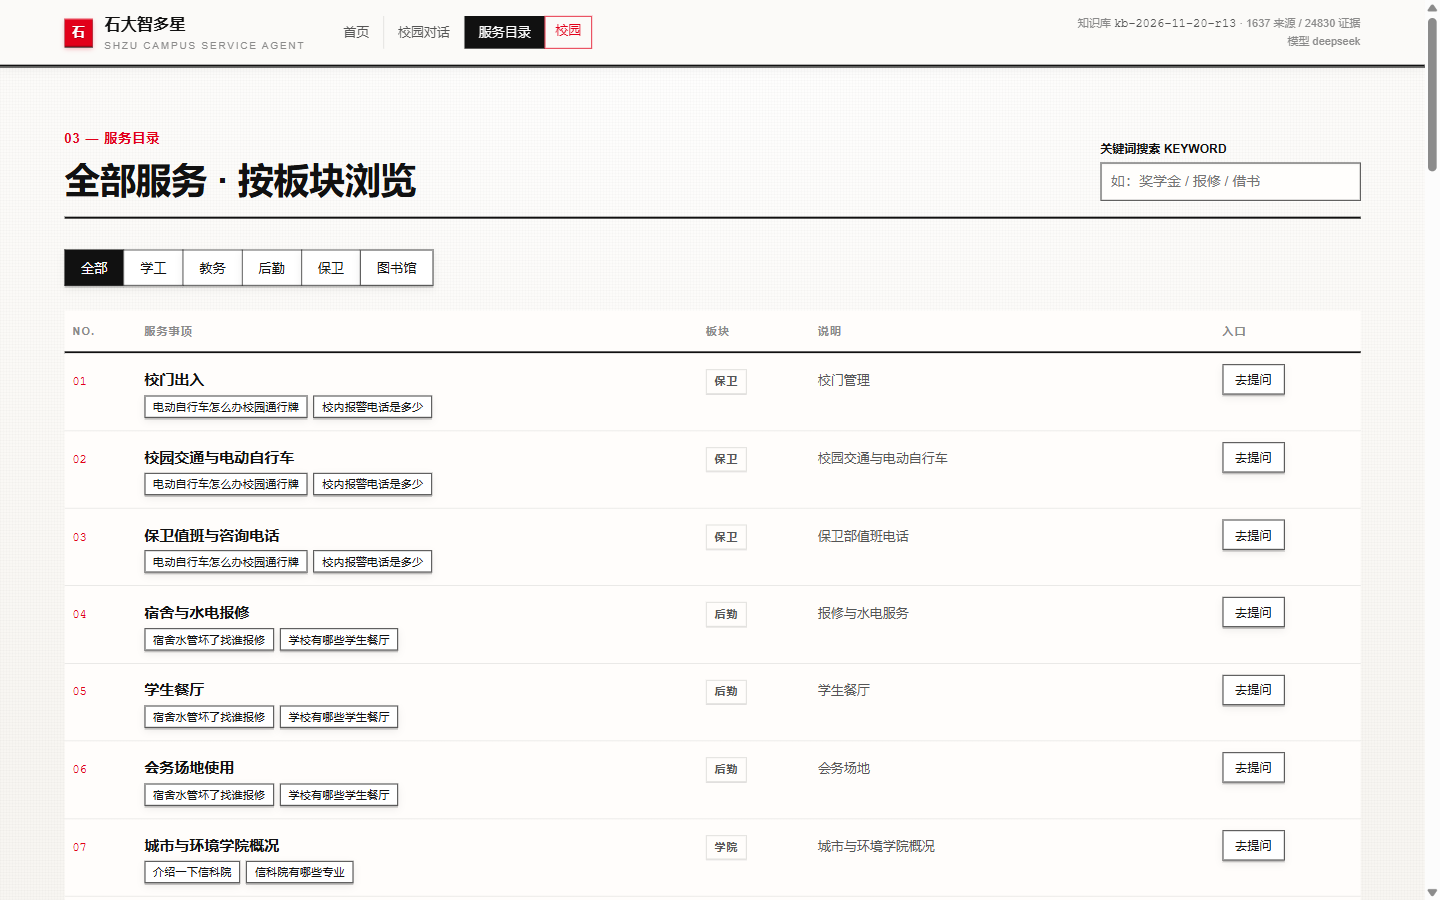 石
石大智多星
SHZU CAMPUS SERVICE AGENT
首页
校园对话
服务目录
校园
知识库 kb-2026-11-20-r13 · 1637 来源 / 24830 证据
模型 deepseek
03 — 服务目录
全部服务 · 按板块浏览
关键词搜索 KEYWORD
如：奖学金 / 报修 / 借书
全部 学工 教务 后勤 保卫 图书馆
NO. 服务事项 板块 说明 入口
01 校门出入 保卫 校门管理 去提问
电动自行车怎么办校园通行牌 校内报警电话是多少
02 校园交通与电动自行车 保卫 校园交通与电动自行车 去提问
电动自行车怎么办校园通行牌 校内报警电话是多少
03 保卫值班与咨询电话 保卫 保卫部值班电话 去提问
电动自行车怎么办校园通行牌 校内报警电话是多少
04 宿舍与水电报修 后勤 报修与水电服务 去提问
宿舍水管坏了找谁报修 学校有哪些学生餐厅
05 学生餐厅 后勤 学生餐厅 去提问
宿舍水管坏了找谁报修 学校有哪些学生餐厅
06 会务场地使用 后勤 会务场地 去提问
宿舍水管坏了找谁报修 学校有哪些学生餐厅
07 城市与环境学院概况 学院 城市与环境学院概况 去提问
介绍一下信科院 信科院有哪些专业